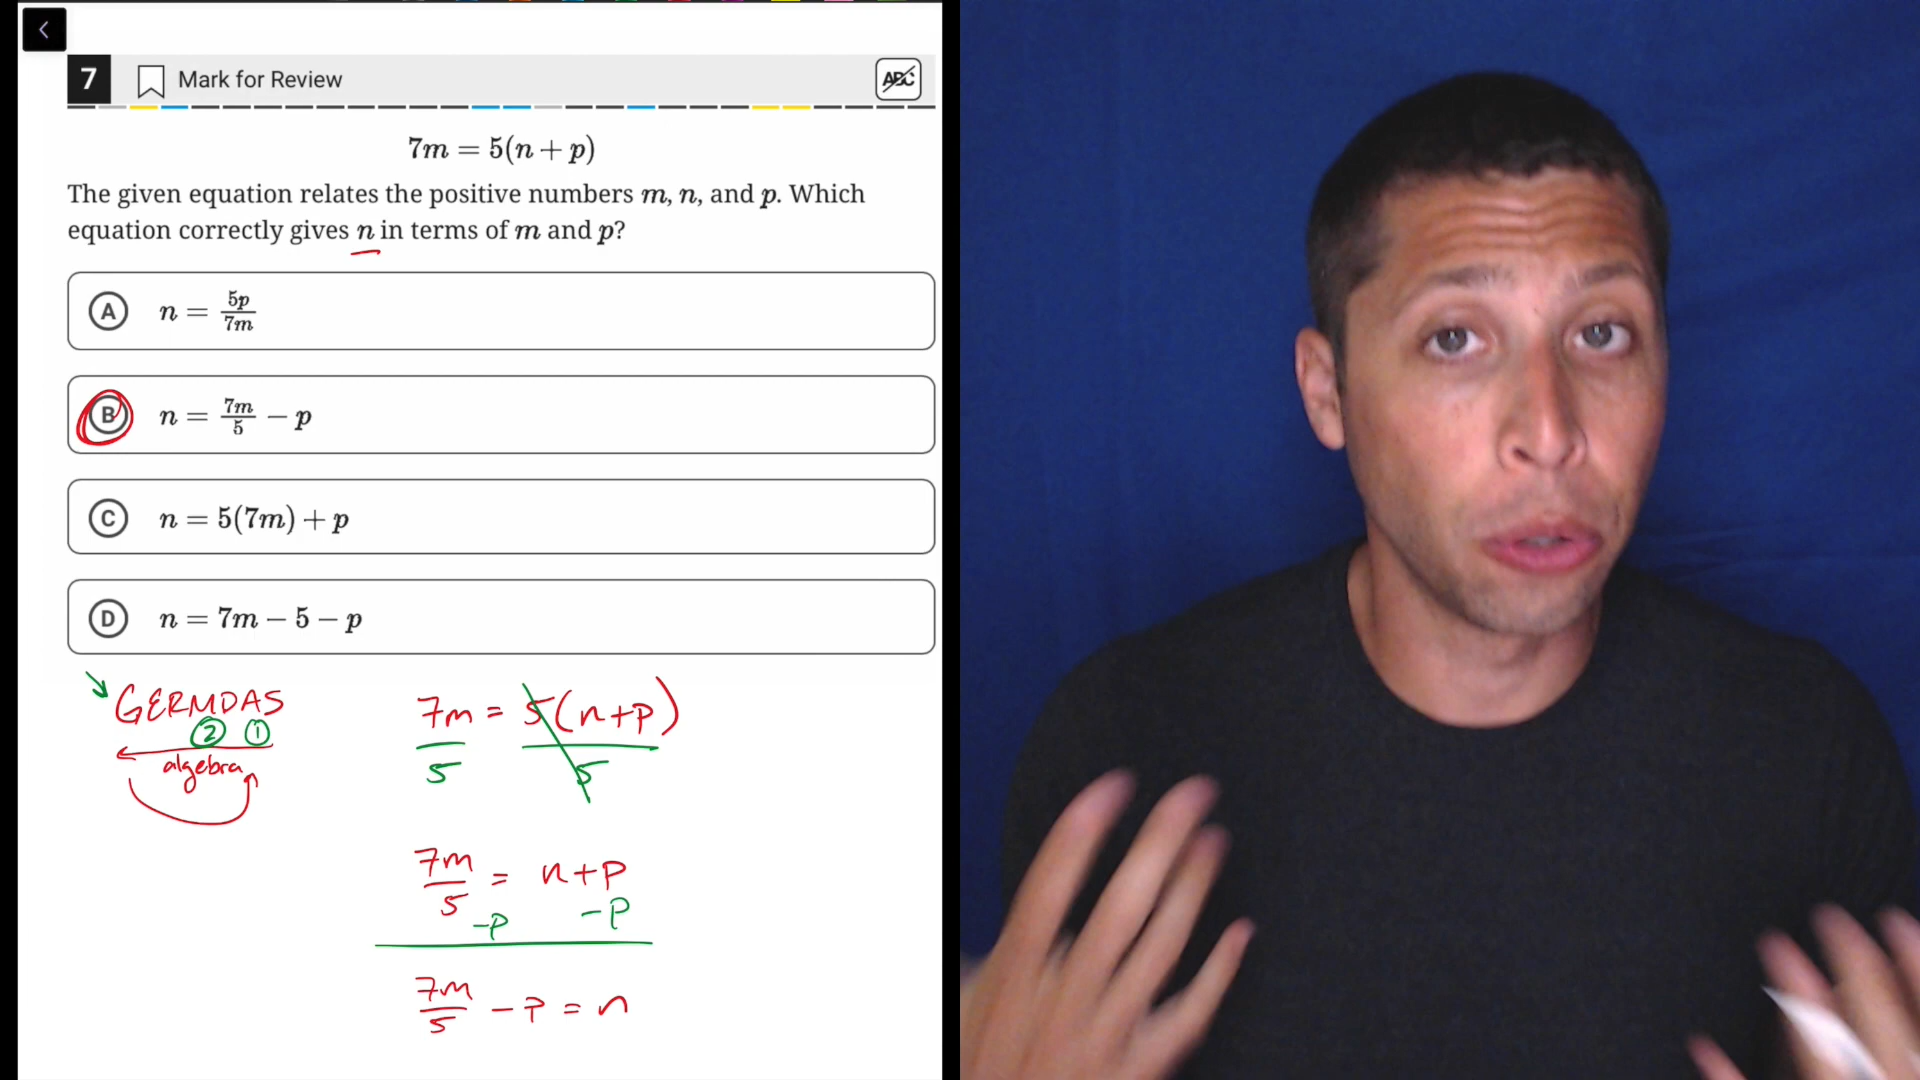 7 Mark for Review ABC
7m = 5(n + p)
The given equation relates the positive numbers m, n, and p. Which
equation correctly gives n in terms of m and p?
A n = 5p/7m
B n = 7m/5 − p
C n = 5(7m) + p
D n = 7m − 5 − p
GERMDAS
2 1
algebra
7m = 5(n+p)
5 5
7m/5 = n+p
-p -p
7m/5 - p = n